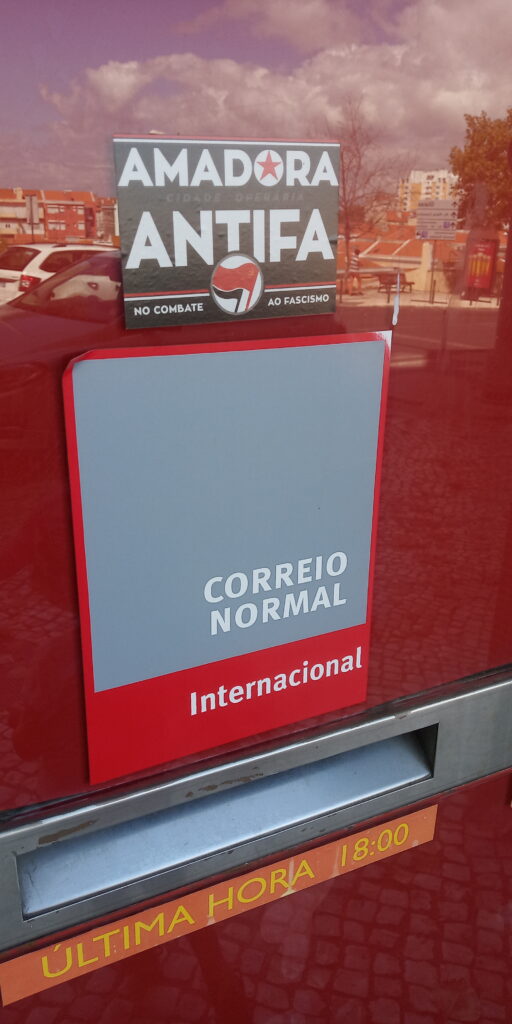 AMADORA
CIDADE OPERÁRIA
ANTIFA
NO COMBATE AO FASCISMO
CORREIO
NORMAL
Internacional
ÚLTIMA HORA 18:00